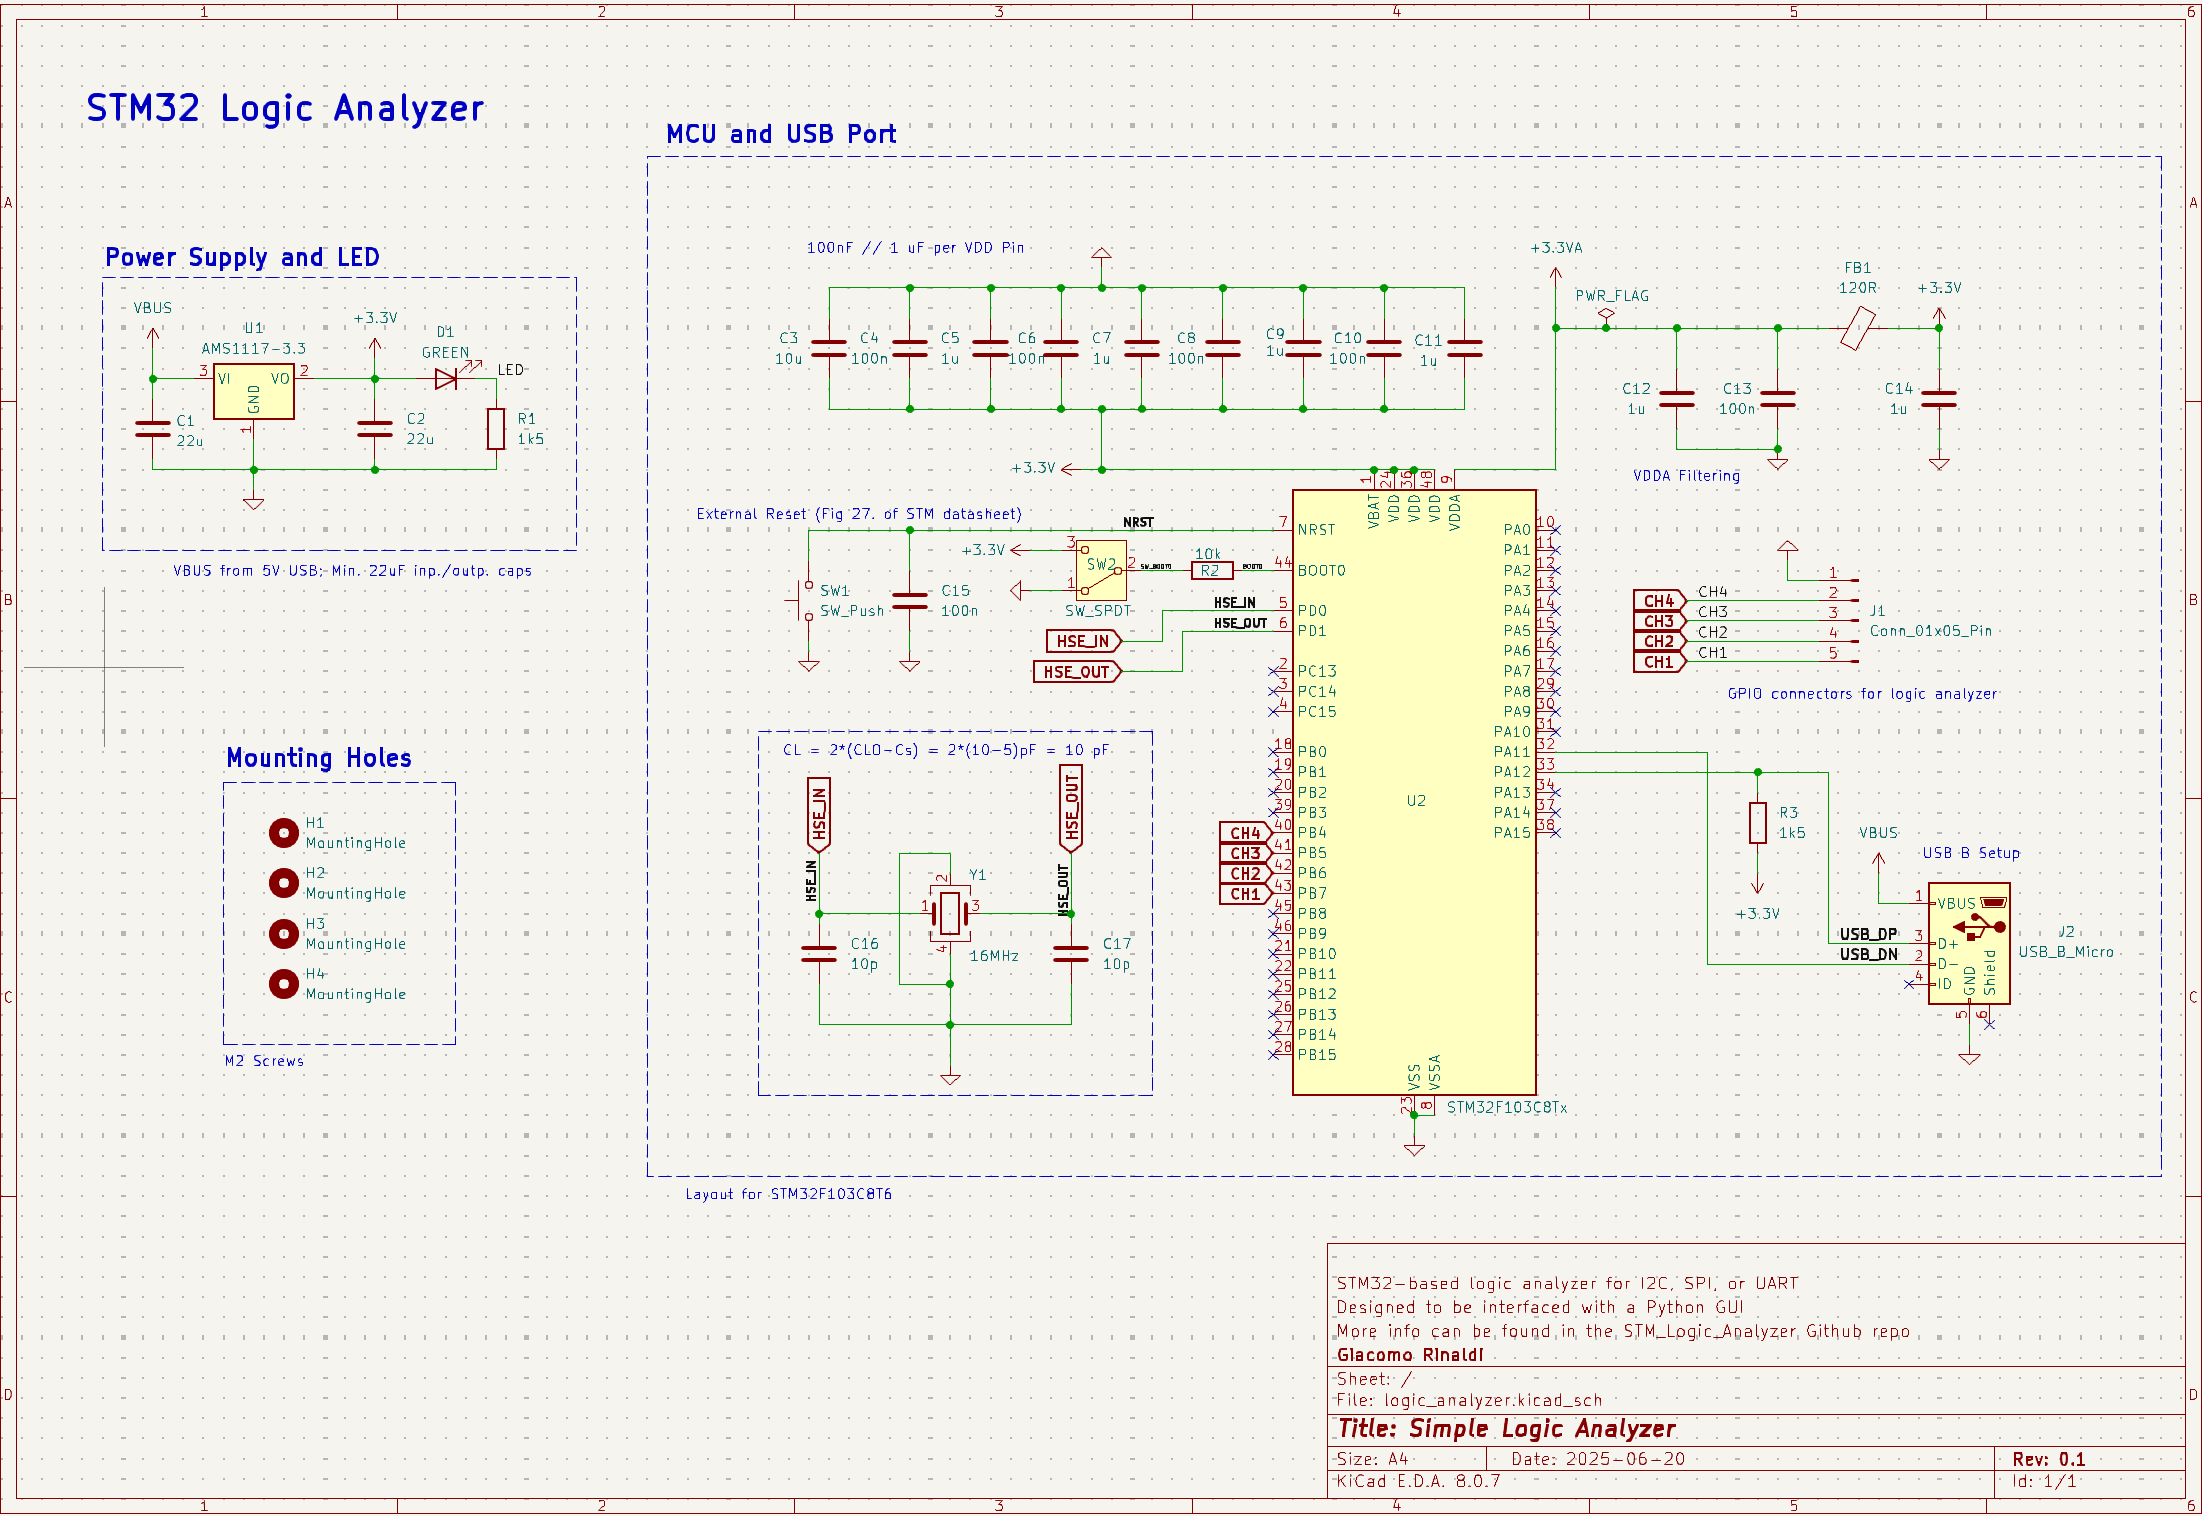 1 2 3 4 5 6
STM32 Logic Analyzer
MCU and USB Port
A A
Power Supply and LED
VBUS
U1
AMS1117-3.3
3 VI VO 2
GND
1
C1
22u
+3.3V
C2
22u
D1
GREEN
LED
R1
1k5
VBUS from 5V USB; Min. 22uF inp./outp. caps
100nF // 1 uF per VDD Pin
C3
10u
C4
100n
C5
1u
C6
100n
C7
1u
C8
100n
C9
1u
C10
100n
C11
1u
+3.3V
+3.3VA
PWR_FLAG
FB1
120R
+3.3V
C12
1u
C13
100n
C14
1u
VDDA Filtering
External Reset (Fig 27. of STM datasheet)
NRST
+3.3V
3
SW2
2
1
SW_SPDT
SW_BOOT0
10k
R2
BOOT0
SW1
SW_Push
C15
100n
HSE_IN
HSE_OUT
HSE_IN
HSE_OUT
B B
1 VBAT
24 VDD
36 VDD
48 VDD
9 VDDA
7 NRST
44 BOOT0
5 PD0
6 PD1
2 PC13
3 PC14
4 PC15
18 PB0
19 PB1
20 PB2
39 PB3
CH4 40 PB4
CH3 41 PB5
CH2 42 PB6
CH1 43 PB7
45 PB8
46 PB9
21 PB10
22 PB11
25 PB12
26 PB13
27 PB14
28 PB15
PA0 10
PA1 11
PA2 12
PA3 13
PA4 14
PA5 15
PA6 16
PA7 17
PA8 29
PA9 30
PA10 31
PA11 32
PA12 33
PA13 34
PA14 37
PA15 38
U2
VSS
VSSA
23
8
STM32F103C8Tx
1
CH4 CH4 2
CH3 CH3 3
CH2 CH2 4
CH1 CH1 5
J1
Conn_01x05_Pin
GPIO connectors for logic analyzer
Mounting Holes
H1
MountingHole
H2
MountingHole
H3
MountingHole
H4
MountingHole
M2 Screws
CL = 2*(CLO-Cs) = 2*(10-5)pF = 10 pF
HSE_IN
HSE_OUT
HSE_IN
HSE_OUT
Y1
2
1 3
4
16MHz
C16
10p
C17
10p
R3
1k5
+3.3V
VBUS
USB B Setup
1 VBUS
USB_DP 3 D+
USB_DN 2 D-
4 ID
GND
Shield
5
6
J2
USB_B_Micro
C C
Layout for STM32F103C8T6
STM32-based logic analyzer for I2C, SPI, or UART
Designed to be interfaced with a Python GUI
More info can be found in the STM_Logic_Analyzer Github repo
Giacomo Rinaldi
Sheet: /
File: logic_analyzer.kicad_sch
D D
Title: Simple Logic Analyzer
Size: A4 Date: 2025-06-20 Rev: 0.1
KiCad E.D.A. 8.0.7 Id: 1/1
1 2 3 4 5 6